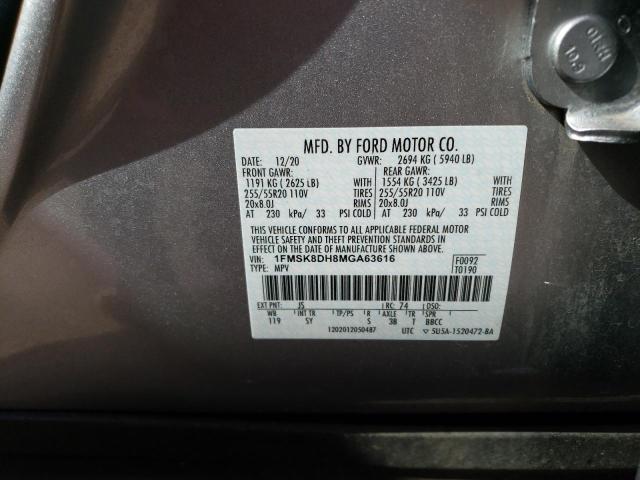 MFD. BY FORD MOTOR CO.
DATE: 12/20 GVWR: 2694 KG ( 5940 LB)
FRONT GAWR: REAR GAWR:
1191 KG ( 2625 LB) WITH 1554 KG ( 3425 LB) WITH
255/55R20 110V TIRES 255/55R20 110V TIRES
20x8.0J RIMS 20x8.0J RIMS
AT 230 kPa/ 33 PSI COLD AT 230 kPa/ 33 PSI COLD
THIS VEHICLE CONFORMS TO ALL APPLICABLE FEDERAL MOTOR
VEHICLE SAFETY AND THEFT PREVENTION STANDARDS IN
EFFECT ON THE DATE OF MANUFACTURE SHOWN ABOVE.
VIN: 1FMSK8DH8MGA63616 F0092
TYPE: MPV T0190
EXT PNT: JS RC: 74 DSO:
WB INT TR TP/PS R AXLE TR SPR
119 SY S 3B T BBCC
1202012050487 UTC ▽ 5U5A-1520472-BA